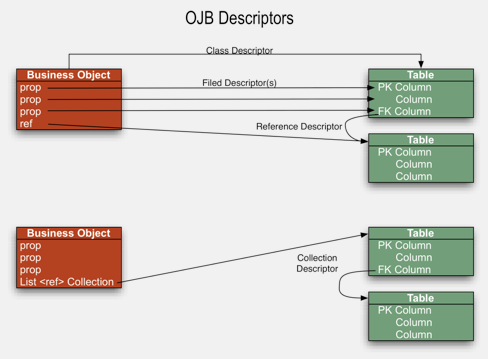 OJB Descriptors
Class Descriptor
Business Object
prop
prop
prop
ref
Filed Descriptor(s)
Reference Descriptor
Table
PK Column
Column
FK Column
Table
PK Column
Column
Column
Business Object
prop
prop
prop
List <ref> Collection
Collection
Descriptor
Table
PK Column
Column
FK Column
Table
PK Column
Column
Column